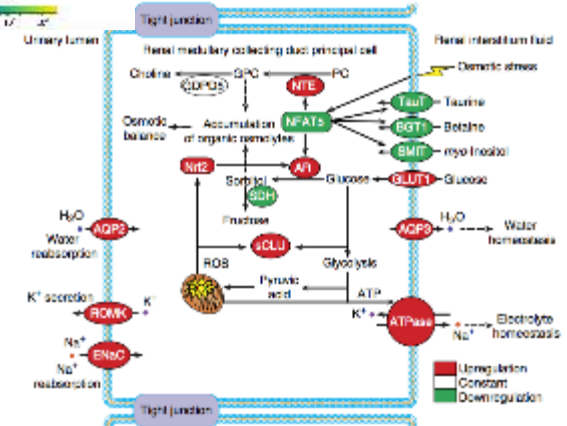 Tight junction
Urinary lumen
Renal medullary collecting duct principal cell
Renal interstitium fluid
Choline
GPC
PC
Osmotic stress
GDPD5
NTE
TauT
Taurine
Osmotic
balance
Accumulation
of organic osmolytes
NFAT5
BGT1
Betaine
SMIT
myo-Inositol
Nrf2
AR
Sorbitol
Glucose
GLUT1
Glucose
SDH
Fructose
H2O
AQP2
Water
reabsorption
AQP3
H2O
Water
homeostasis
sCLU
ROS
Glycolysis
Pyruvic
acid
ATP
K+ secretion
K+
ROMK
K+
ATPase
Na+
Electrolyte
homeostasis
Na+
ENaC
Na+
reabsorption
Upregulation
Constant
Downregulation
Tight junction